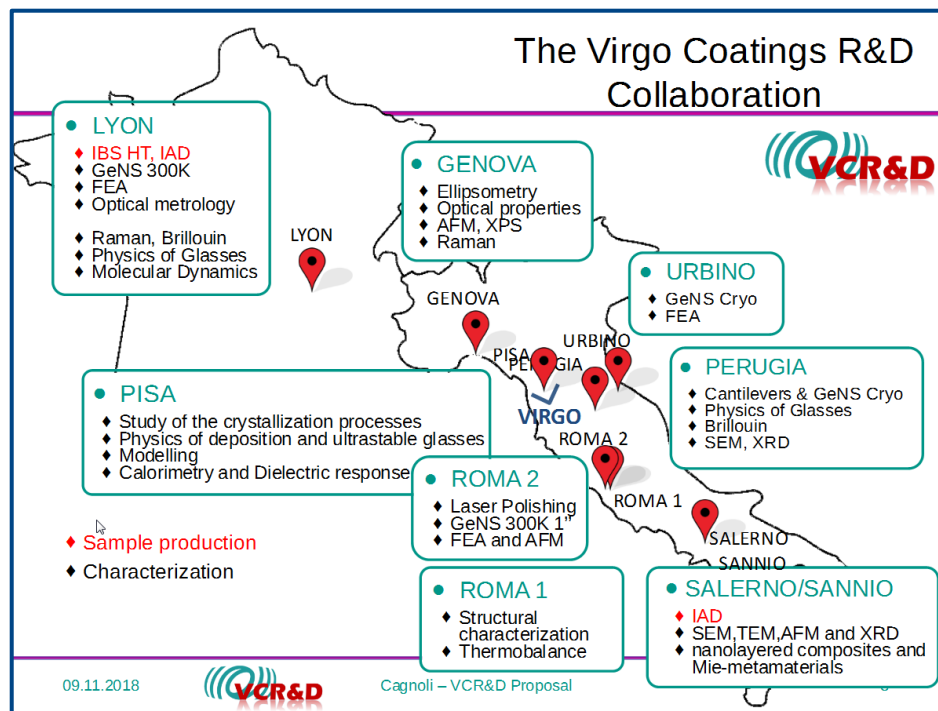 The Virgo Coatings R&D
Collaboration
VCR&D
• LYON
♦ IBS HT, IAD
♦ GeNS 300K
♦ FEA
♦ Optical metrology
♦ Raman, Brillouin
♦ Physics of Glasses
♦ Molecular Dynamics
• GENOVA
♦ Ellipsometry
♦ Optical properties
♦ AFM, XPS
♦ Raman
LYON
• URBINO
♦ GeNS Cryo
♦ FEA
GENOVA
URBINO
PISA
PERUGIA
VIRGO
• PERUGIA
♦ Cantilevers & GeNS Cryo
♦ Physics of Glasses
♦ Brillouin
♦ SEM, XRD
• PISA
♦ Study of the crystallization processes
♦ Physics of deposition and ultrastable glasses
♦ Modelling
♦ Calorimetry and Dielectric response
ROMA 2
ROMA 1
• ROMA 2
♦ Laser Polishing
♦ GeNS 300K 1"
♦ FEA and AFM
SALERNO
SANNIO
♦ Sample production
♦ Characterization
• ROMA 1
♦ Structural
characterization
♦ Thermobalance
• SALERNO/SANNIO
♦ IAD
♦ SEM,TEM,AFM and XRD
♦ nanolayered composites and
Mie-metamaterials
09.11.2018
VCR&D
Cagnoli – VCR&D Proposal